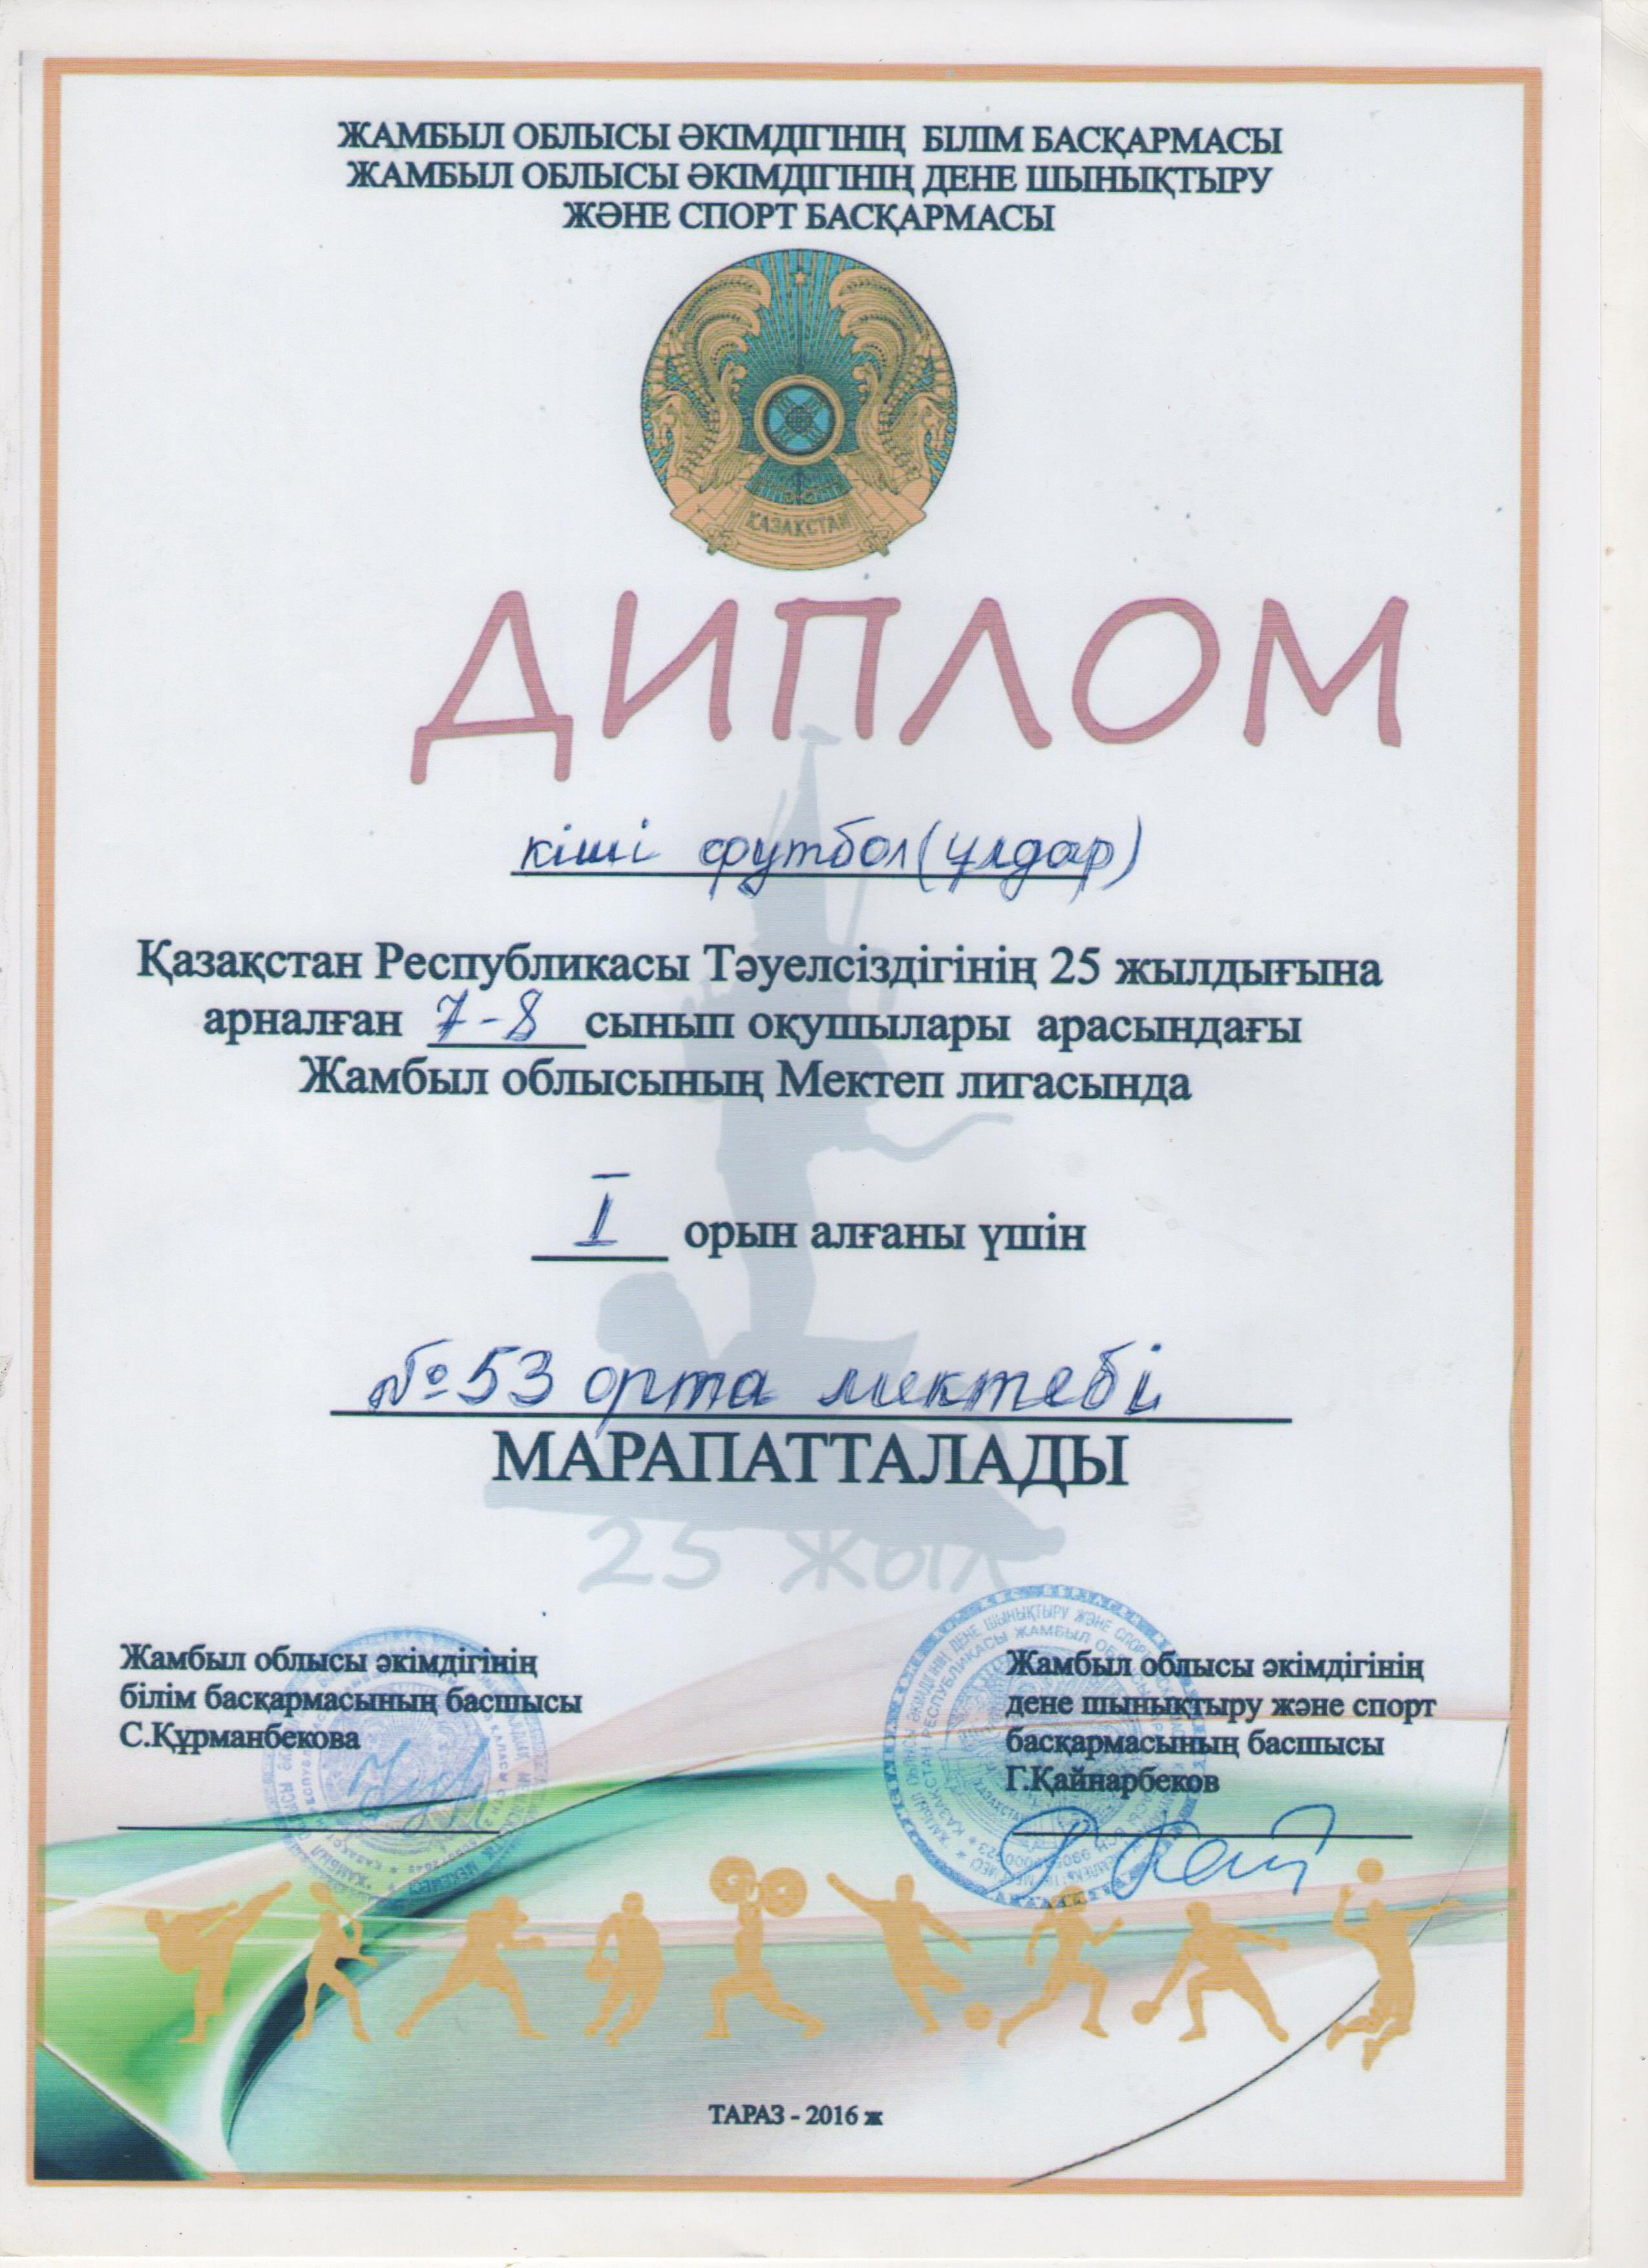 ЖАМБЫЛ ОБЛЫСЫ ӘКІМДІГІНІҢ БІЛІМ БАСҚАРМАСЫ
ЖАМБЫЛ ОБЛЫСЫ ӘКІМДІГІНІҢ ДЕНЕ ШЫНЫҚТЫРУ
ЖӘНЕ СПОРТ БАСҚАРМАСЫ
ҚАЗАҚСТАН
ДИПЛОМ
кіші футбол (ұлдар)
Қазақстан Республикасы Тәуелсіздігінің 25 жылдығына
арналған 7-8 сынып оқушылары арасындағы
Жамбыл облысының Мектеп лигасында
I орын алғаны үшін
№53 орта мектебі
МАРАПАТТАЛАДЫ
25 ЖЫЛ
Жамбыл облысы әкімдігінің
білім басқармасының басшысы
С.Құрманбекова
Жамбыл облысы әкімдігінің
дене шынықтыру және спорт
басқармасының басшысы
Г.Қайнарбеков
ТАРАЗ - 2016 ж